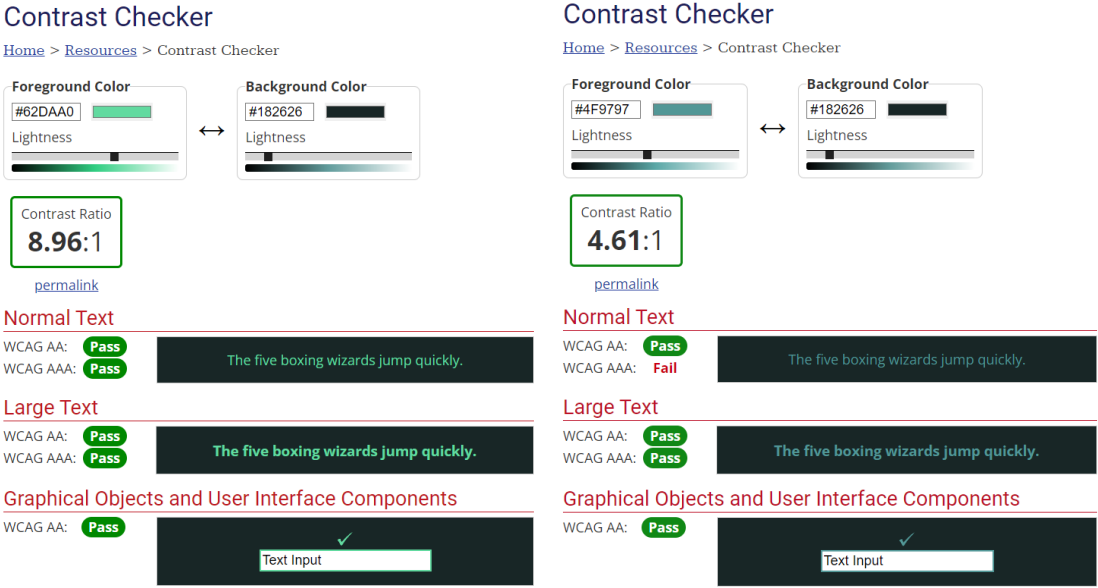 Contrast Checker
Home > Resources > Contrast Checker
Foreground Color
#62DAA0
Lightness
Background Color
#182626
Lightness
Contrast Ratio
8.96:1
permalink
Normal Text
WCAG AA: Pass
WCAG AAA: Pass
The five boxing wizards jump quickly.
Large Text
WCAG AA: Pass
WCAG AAA: Pass
The five boxing wizards jump quickly.
Graphical Objects and User Interface Components
WCAG AA: Pass
✓
Text Input
Contrast Checker
Home > Resources > Contrast Checker
Foreground Color
#4F9797
Lightness
Background Color
#182626
Lightness
Contrast Ratio
4.61:1
permalink
Normal Text
WCAG AA: Pass
WCAG AAA: Fail
The five boxing wizards jump quickly.
Large Text
WCAG AA: Pass
WCAG AAA: Pass
The five boxing wizards jump quickly.
Graphical Objects and User Interface Components
WCAG AA: Pass
✓
Text Input